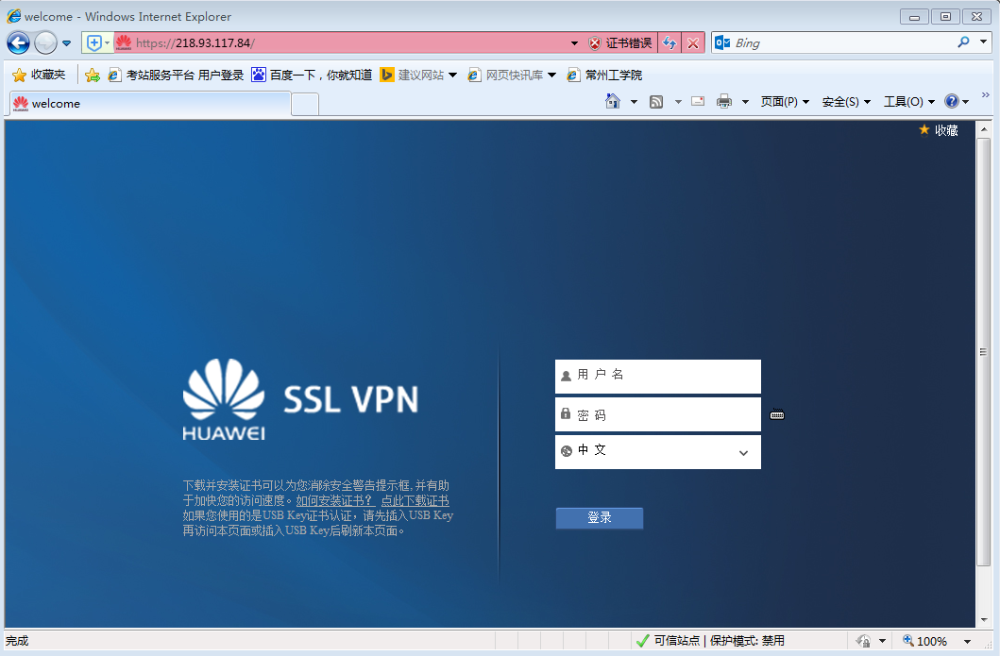 welcome - Windows Internet Explorer
https://218.93.117.84/
证书错误
Bing
收藏夹
考站服务平台 用户登录
百度一下，你就知道
建议网站
网页快讯库
常州工学院
welcome
页面(P)
安全(S)
工具(O)
收藏
HUAWEI
SSL VPN
下载并安装证书可以为您消除安全警告提示框,并有助
于加快您的访问速度。如何安装证书？ 点此下载证书
如果您使用的是USB Key证书认证，请先插入USB Key
再访问本页面或插入USB Key后刷新本页面。
用户名
密码
中文
登录
完成
可信站点 | 保护模式: 禁用
100%